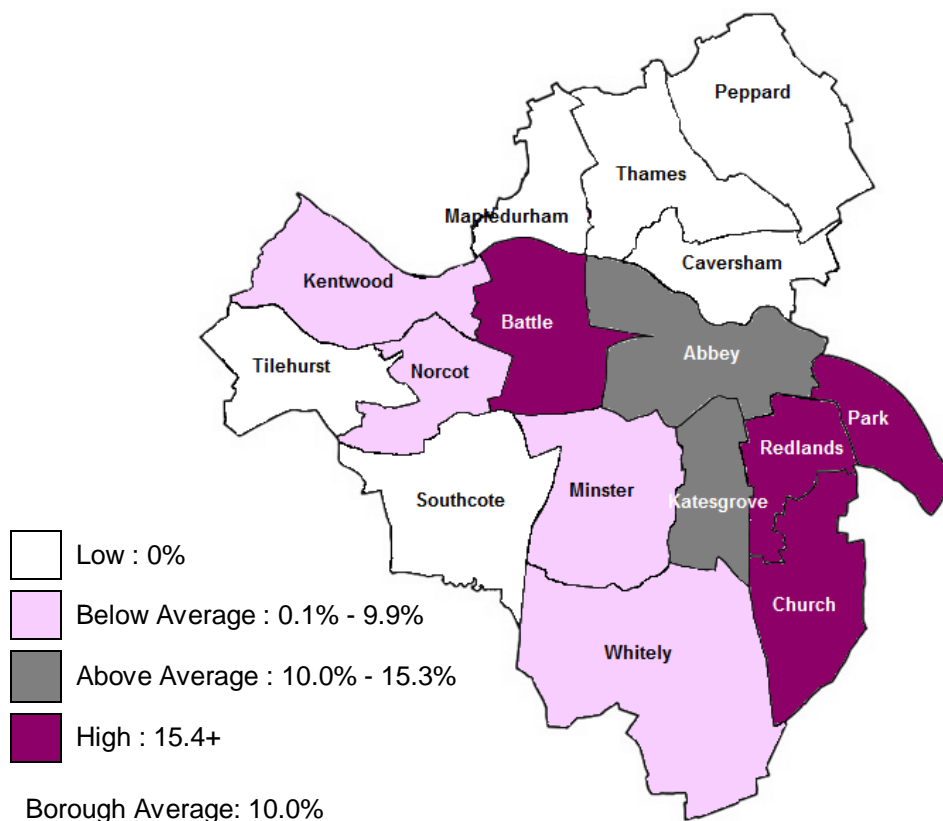 Peppard
Thames
Mapledurham
Caversham
Kentwood
Battle
Abbey
Tilehurst
Norcot
Park
Redlands
Southcote
Minster
Katesgrove
Church
Whitely
Low : 0%
Below Average : 0.1% - 9.9%
Above Average : 10.0% - 15.3%
High : 15.4+
Borough Average: 10.0%